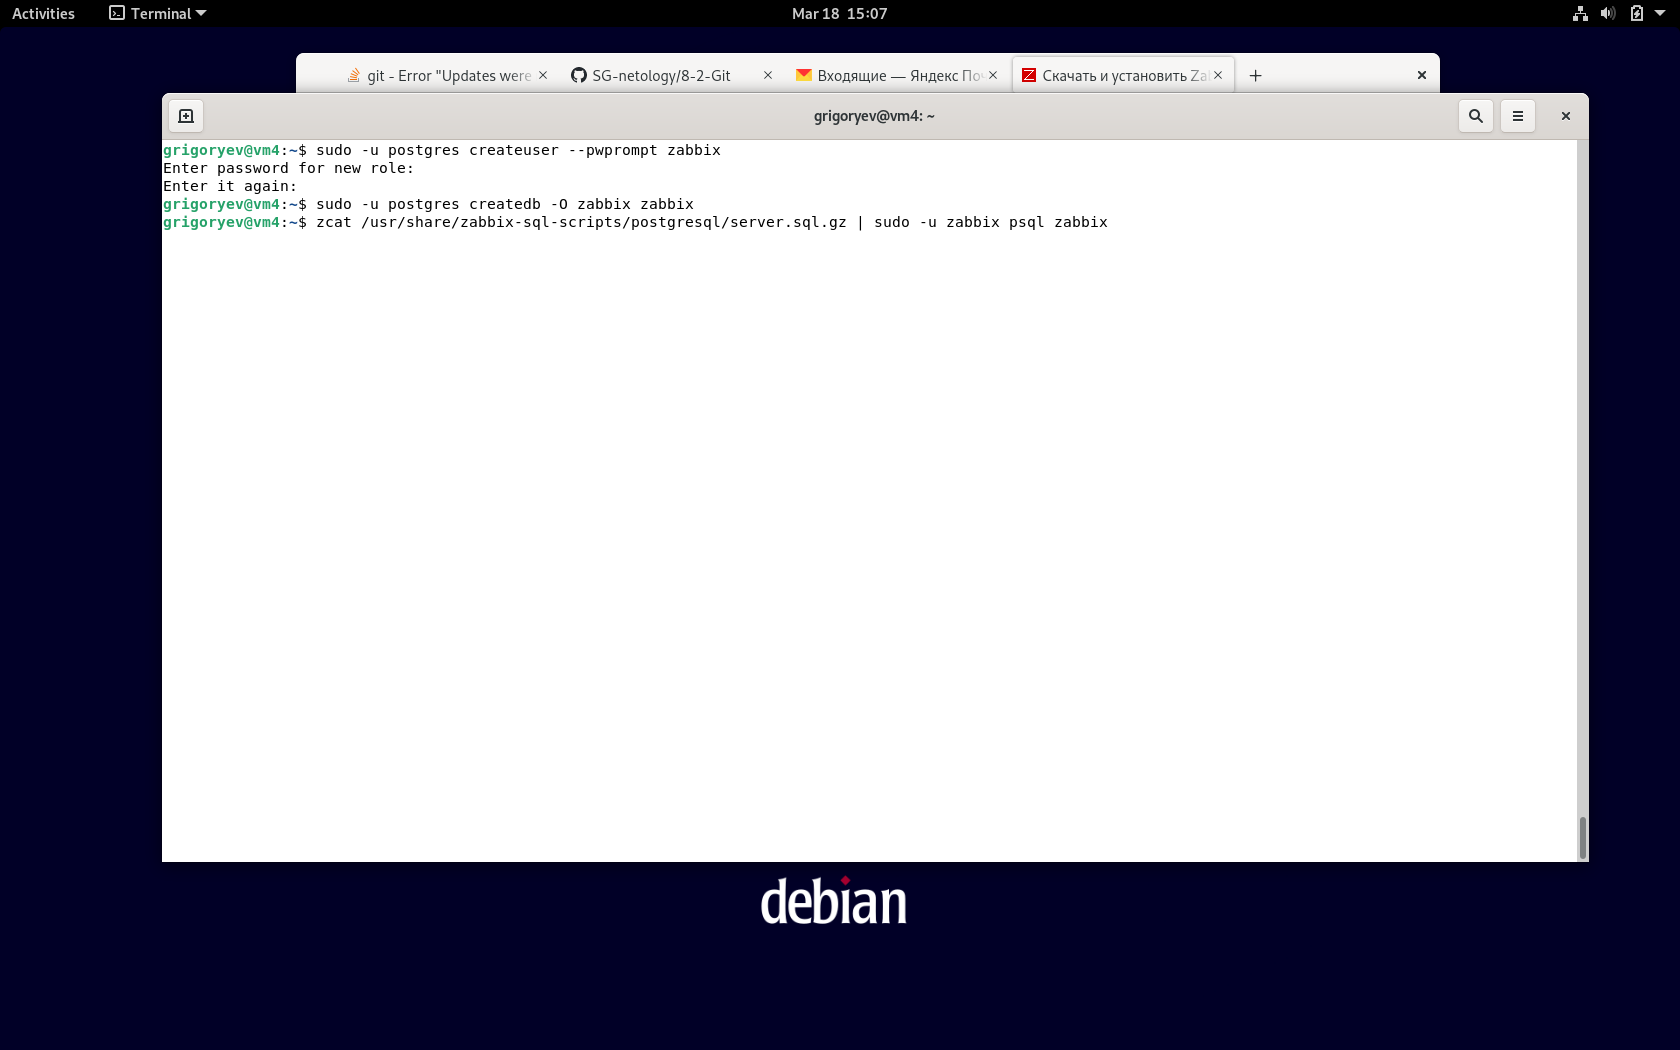 Activities Terminal Mar 18 15:07
git - Error "Updates were SG-netology/8-2-Git Входящие — Яндекс По Скачать и установить Za
grigoryev@vm4: ~
grigoryev@vm4:~$ sudo -u postgres createuser --pwprompt zabbix
Enter password for new role:
Enter it again:
grigoryev@vm4:~$ sudo -u postgres createdb -O zabbix zabbix
grigoryev@vm4:~$ zcat /usr/share/zabbix-sql-scripts/postgresql/server.sql.gz | sudo -u zabbix psql zabbix
debian